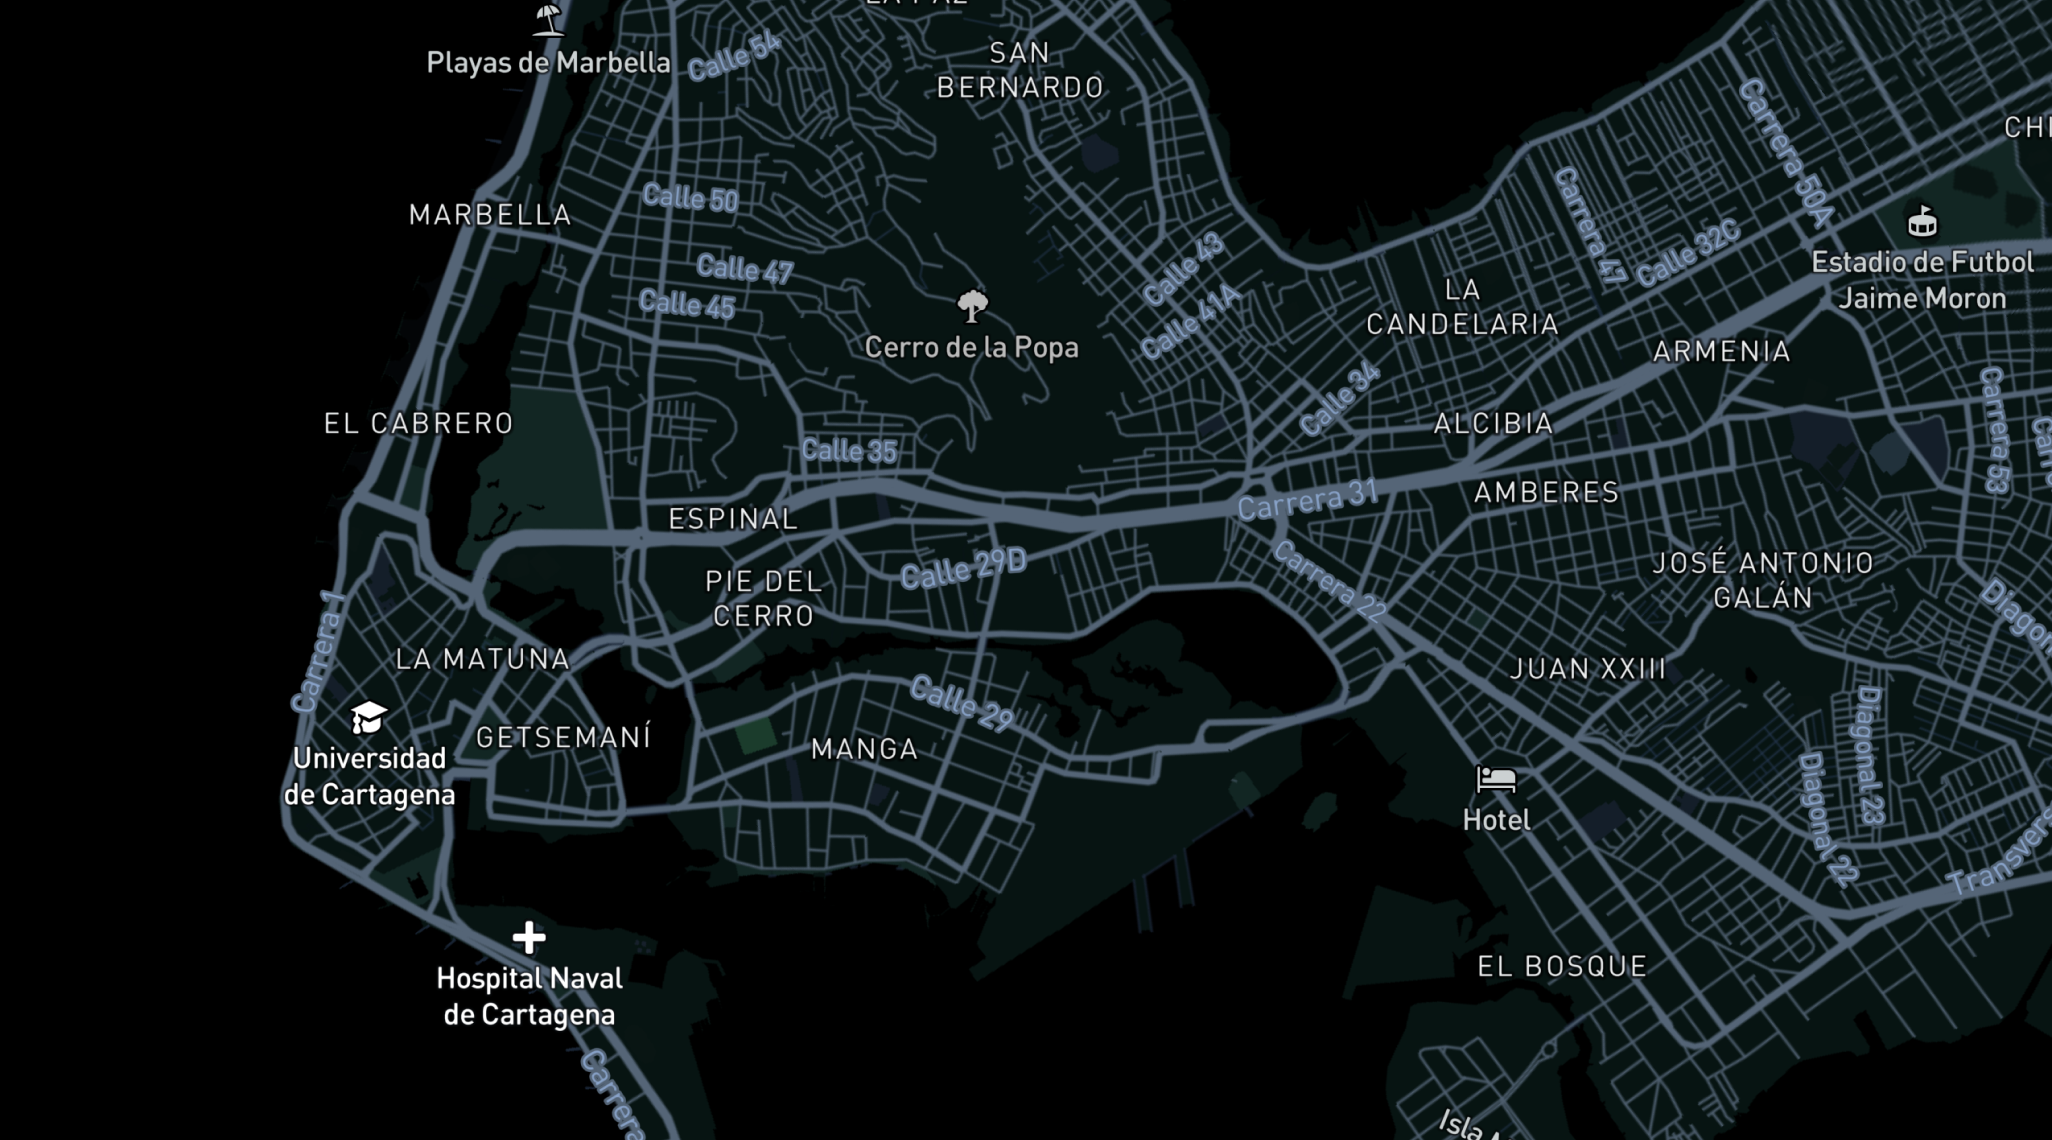 LA PAZ
Playas de Marbella
Calle 54
SAN
BERNARDO
Carrera 50A
CHI
MARBELLA
Calle 50
Calle 47
Calle 45
Calle 43
Calle 41A
Carrera 47
Calle 32C
Estadio de Futbol
Jaime Moron
LA
CANDELARIA
Cerro de la Popa
ARMENIA
Calle 34
Carrera 53
EL CABRERO
Calle 35
ALCIBIA
Carrera 31
AMBERES
ESPINAL
Calle 29D
PIE DEL
CERRO
Carrera 22
JOSÉ ANTONIO
GALÁN
Diagon
Carrera 1
LA MATUNA
JUAN XXIII
Calle 29
GETSEMANÍ
MANGA
Diagonal 28
Diagonal 22
Universidad
de Cartagena
Hotel
Transvers
Hospital Naval
de Cartagena
EL BOSQUE
Carrera
Isla M